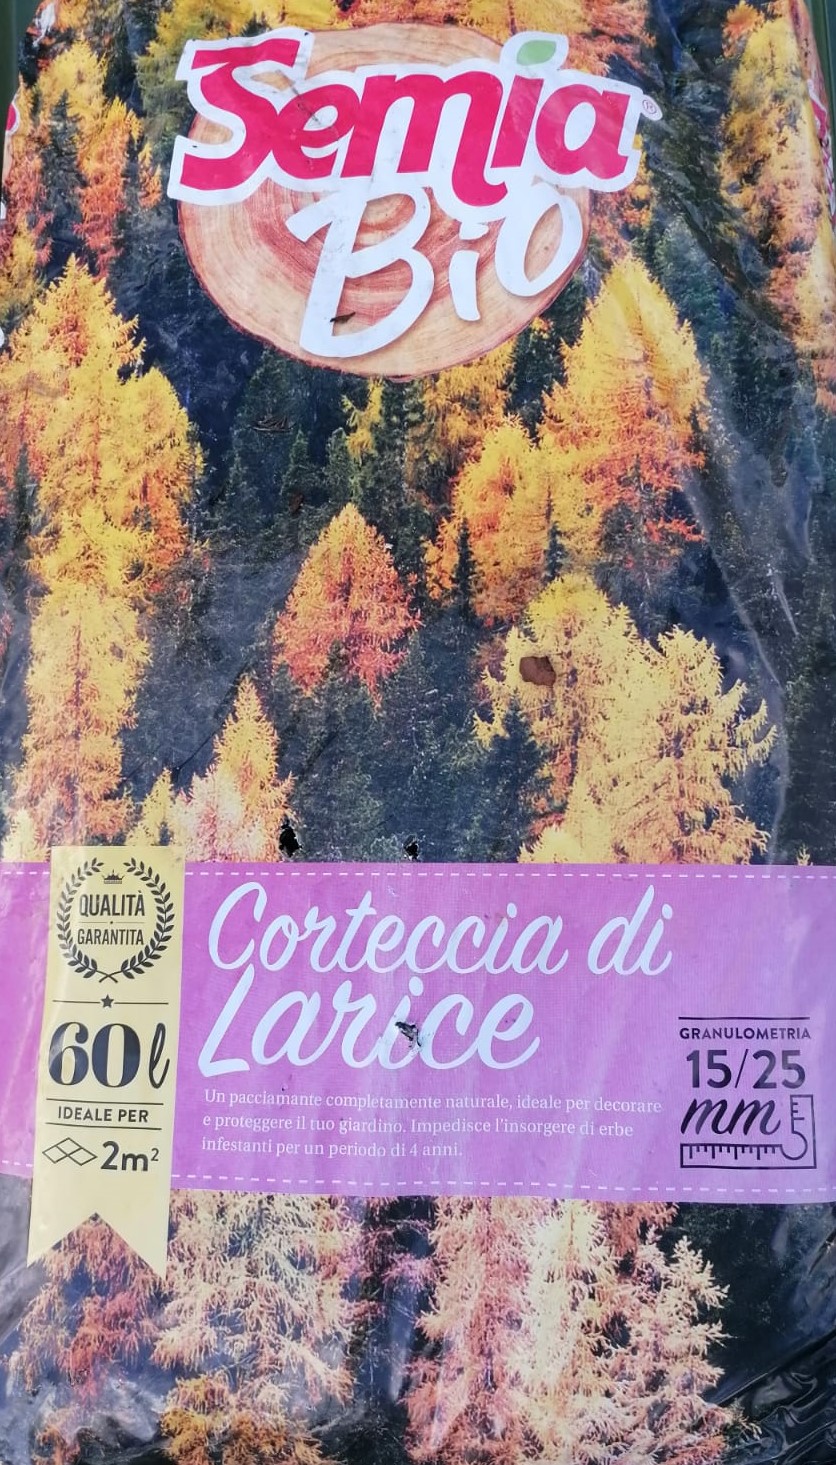 Semia®
Bio
QUALITÀ
GARANTITA
60l
IDEALE PER
2m²
Corteccia di
Larice
Un pacciamante completamente naturale, ideale per decorare
e proteggere il tuo giardino. Impedisce l'insorgere di erbe
infestanti per un periodo di 4 anni.
GRANULOMETRIA
15/25
mm